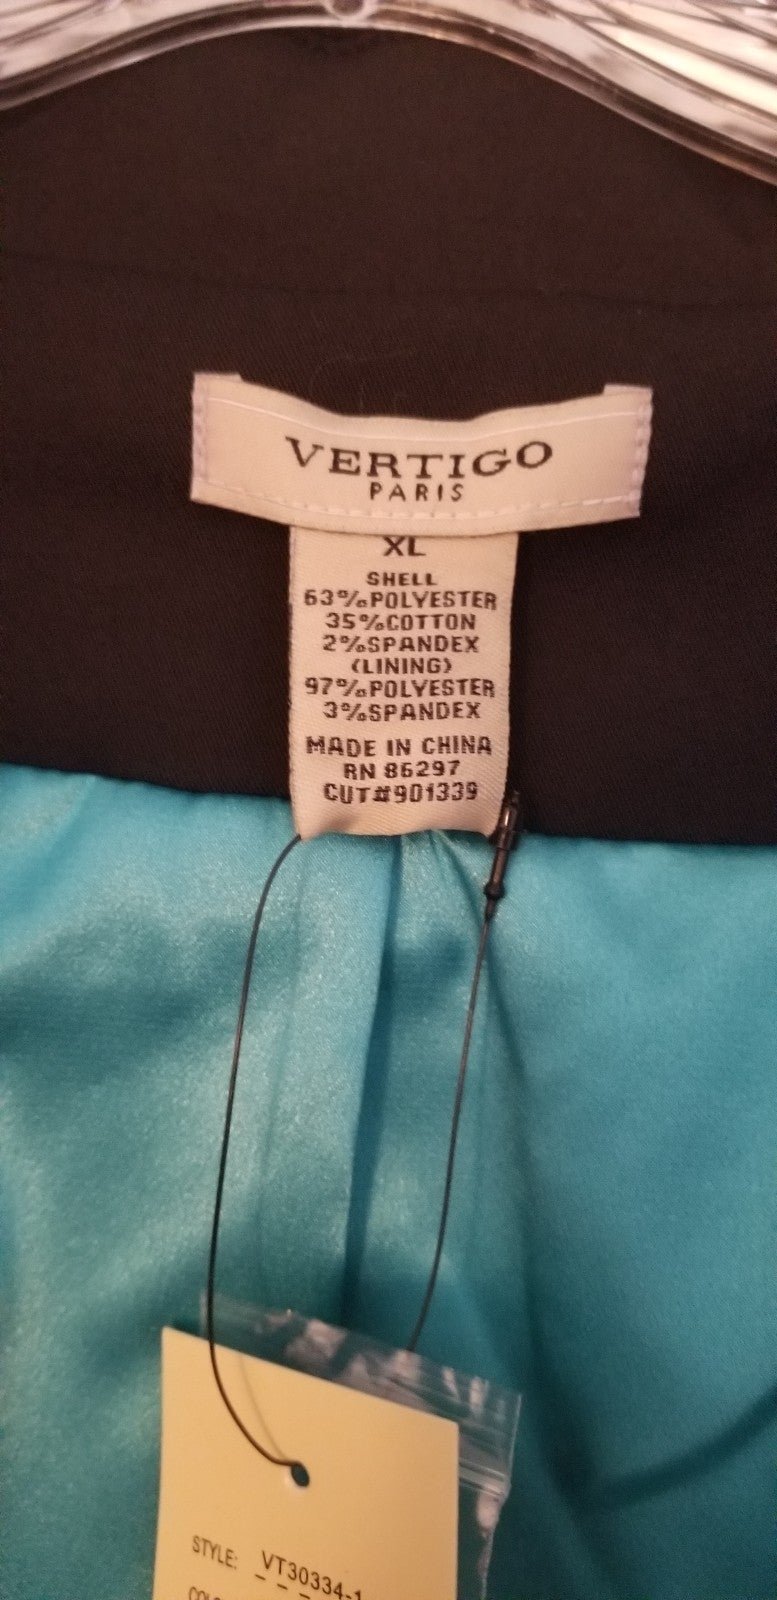 VERTIGO
PARIS
XL
SHELL
63%POLYESTER
35%COTTON
2%SPANDEX
(LINING)
97%POLYESTER
3%SPANDEX
MADE IN CHINA
RN 86297
CUT#901339
STYLE: VT30334-1